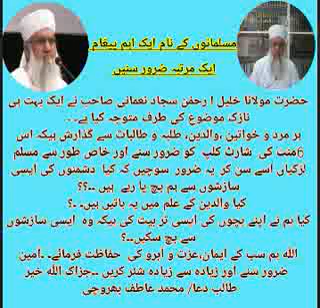 مسلمانوں کے نام ایک اہم پیغام
ایک مرتبہ ضرور سنیں
حضرت مولانا خلیل ا رحمٰن سجاد نعمانی صاحب نے ایک بہت ہی
نازک موضوع کی طرف متوجہ کیا ہے۔۔۔
ہر مرد و خواتین ،والدین، طلبہ و طالبات سے گذارش ہیکہ اس
6منٹ کی شارٹ کلپ کو ضرور سنے اور خاص طور سے مسلم
لڑکیاں اسے سن کر یہ ضرور سوچیں کہ کیا دشمنوں کی ایسی
سازشوں سے ہم بچ پا رہے ہیں ۔۔؟؟
کیا والدین کے علم میں یہ باتیں ہیں۔ ۔؟
کیا ہم نے اپنے بچوں کی ایسی تر بیت کی ہیکہ وہ ایسی سازشوں
سے بچ سکیں۔۔؟
الله ہم سب کے ایمان،عزت و آبرو کی حفاظت فرمائے۔ ۔آمین
ضرور سنے اور زیادہ سے زیادہ شئر کریں ۔۔جزاک الله خیر
طالب دعا/ محمد عاطف بھروچی